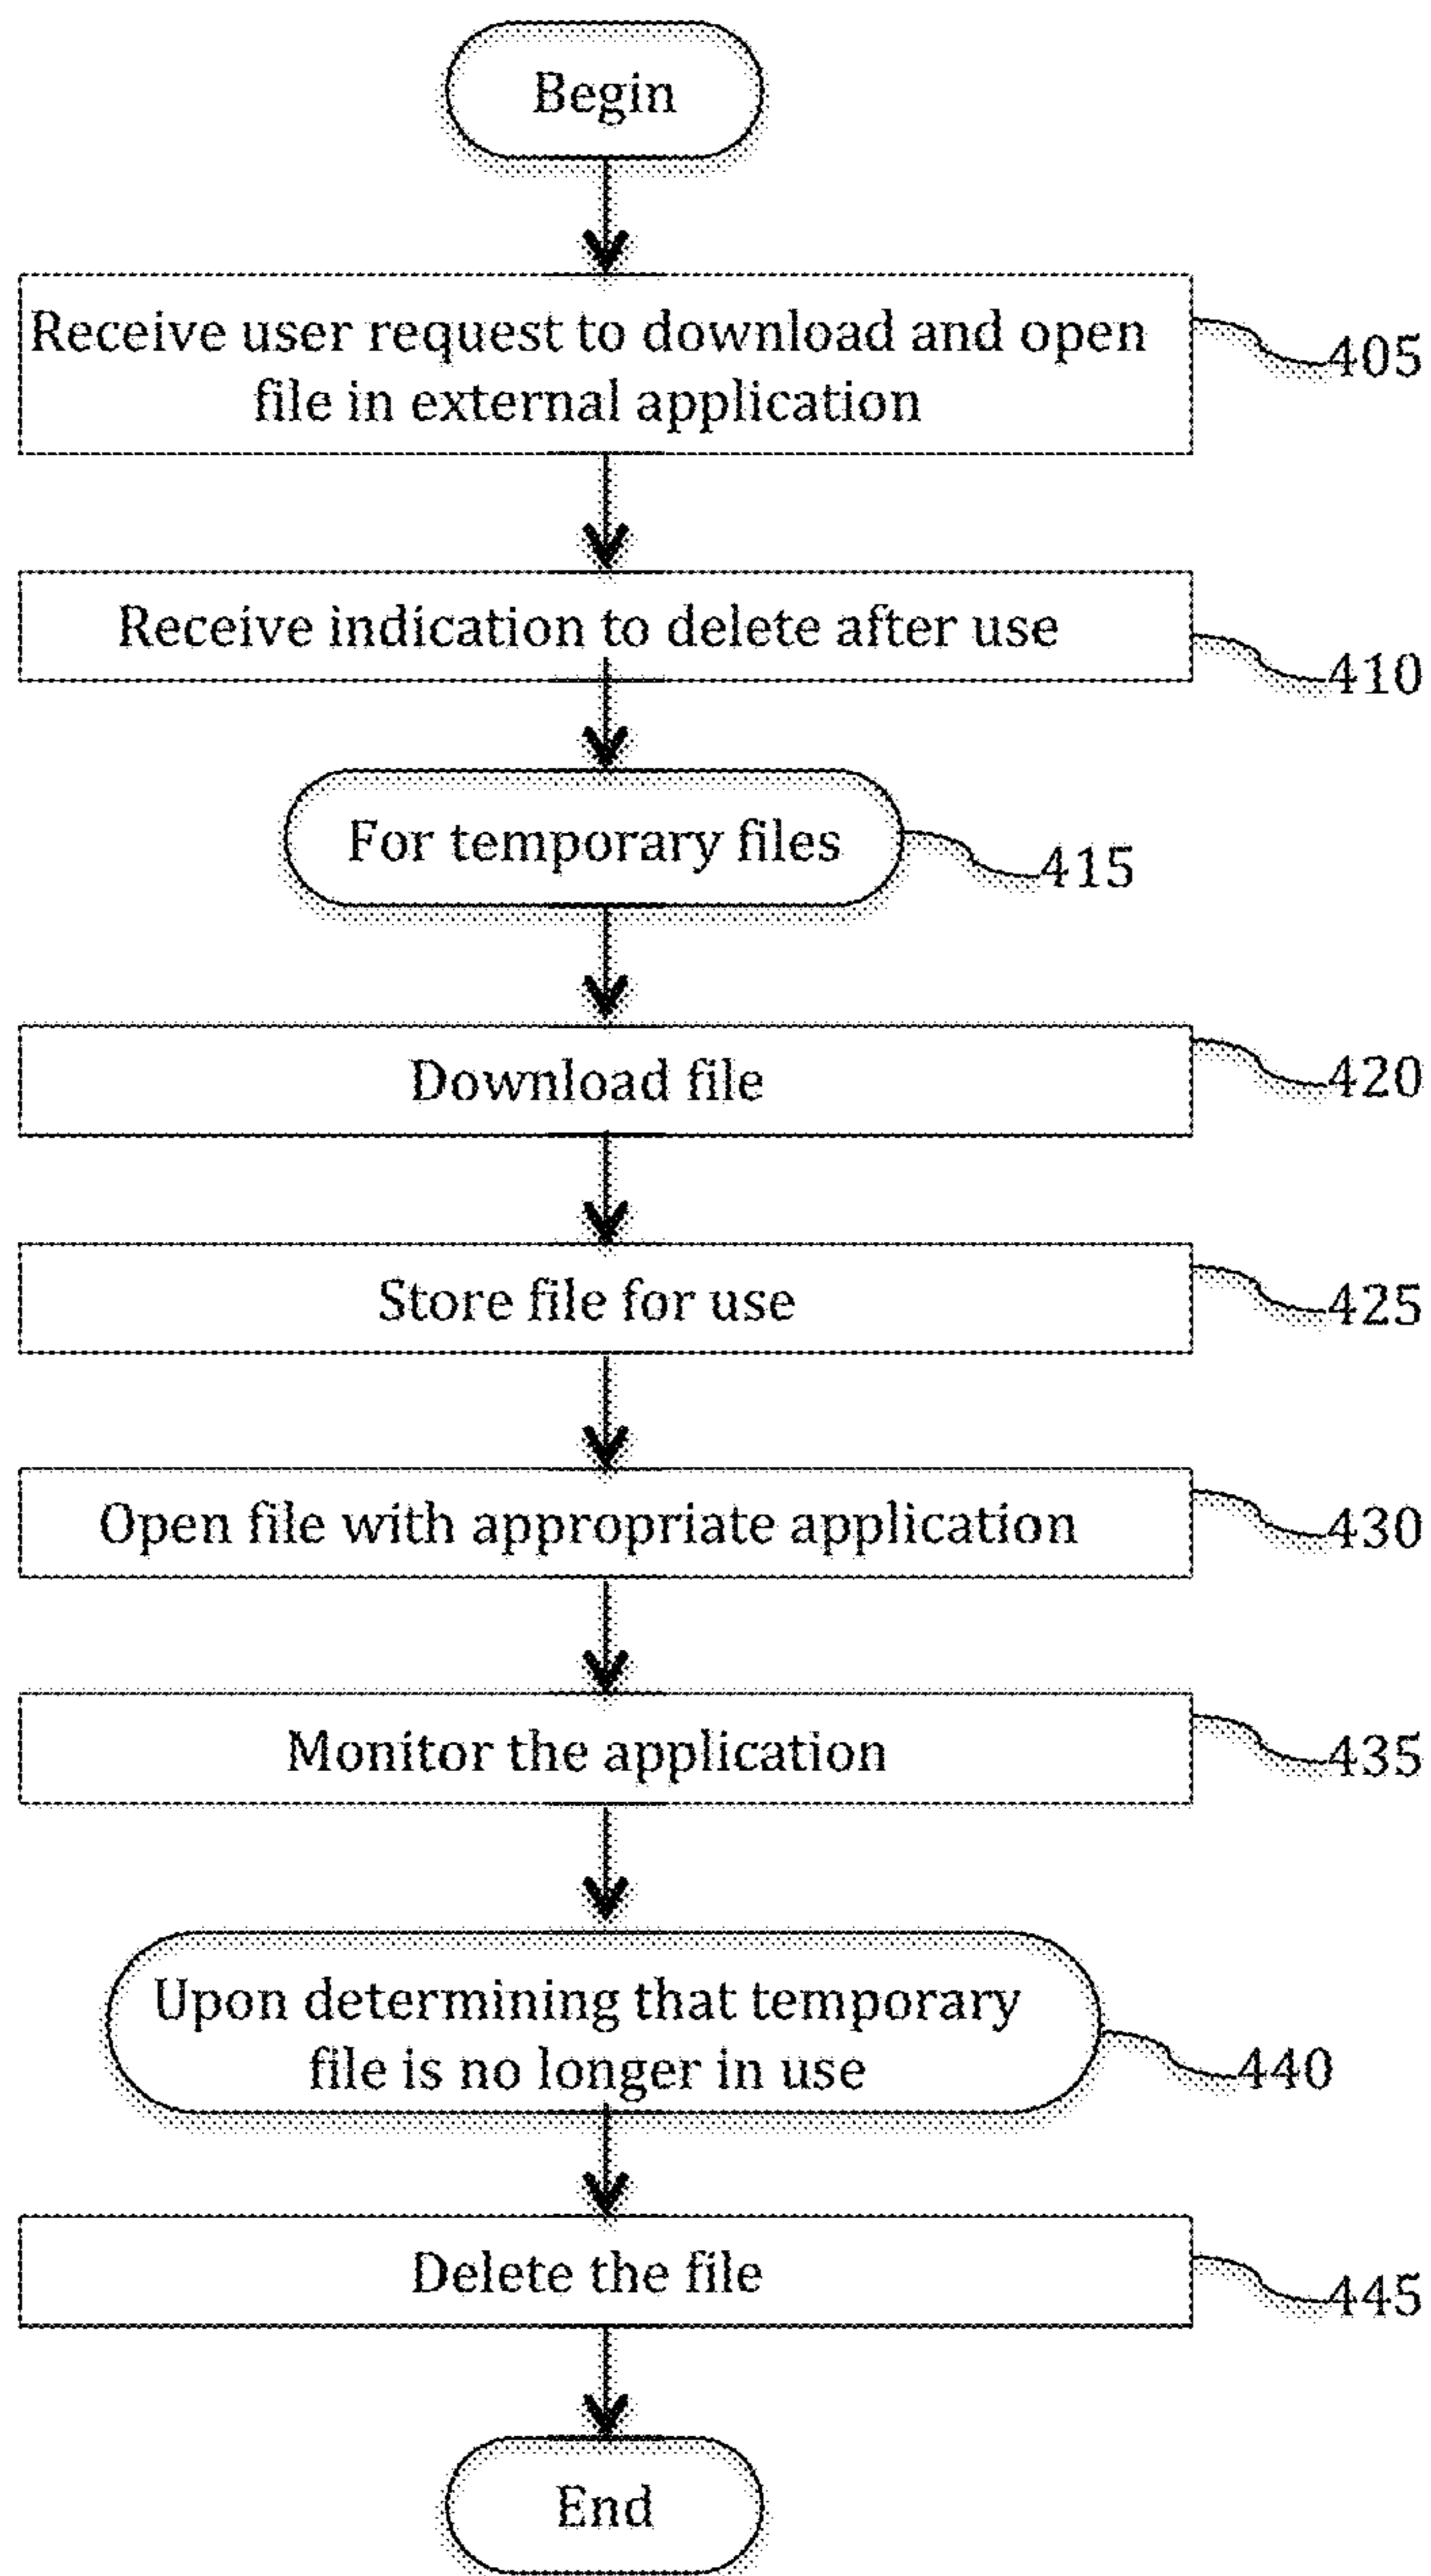 Begin
Receive user request to download and open
file in external application
405
Receive indication to delete after use
410
For temporary files
415
Download file
420
Store file for use
425
Open file with appropriate application
430
Monitor the application
435
Upon determining that temporary
file is no longer in use
440
Delete the file
445
End